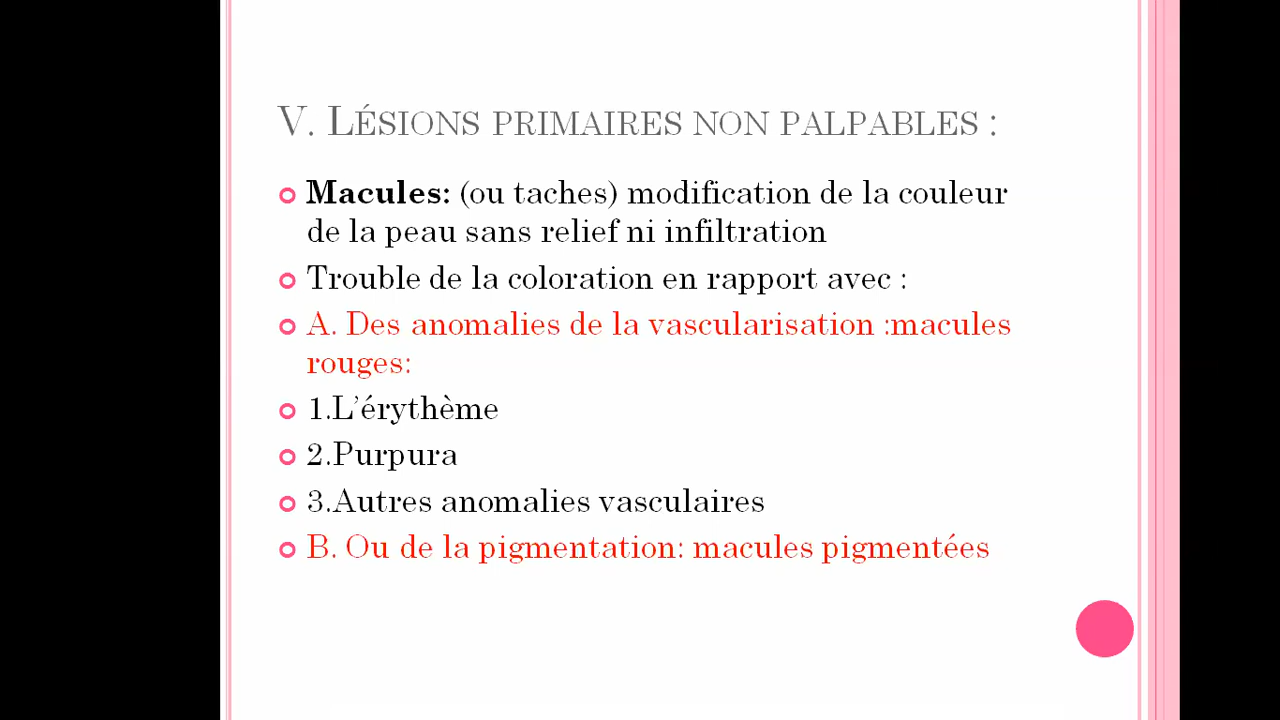 V. LÉSIONS PRIMAIRES NON PALPABLES :
Macules: (ou taches) modification de la couleur
de la peau sans relief ni infiltration
Trouble de la coloration en rapport avec :
A. Des anomalies de la vascularisation :macules
rouges:
1.L’érythème
2.Purpura
3.Autres anomalies vasculaires
B. Ou de la pigmentation: macules pigmentées